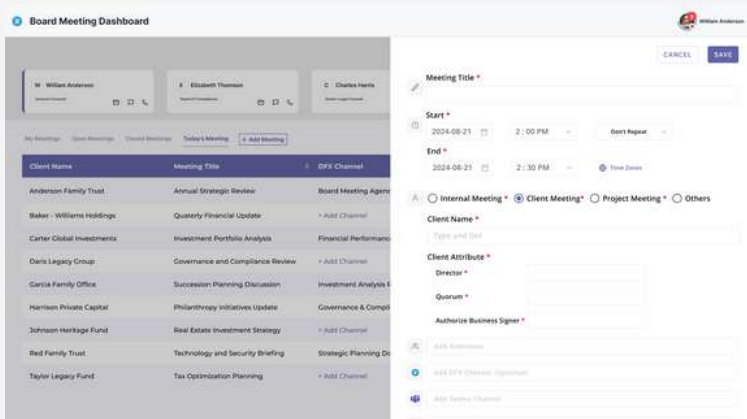 Board Meeting Dashboard
William Anderson
CANCEL
SAVE
W William Anderson
E Elizabeth Thomson
C Charles Harris
My Meetings Open Meetings Closed Meetings Today's Meeting + Add Meeting
Client Name Meeting Title DFX Channel
Anderson Family Trust Annual Strategic Review Board Meeting Agen
Baker - Williams Holdings Quaterly Financial Update + Add Channel
Carter Global Investments Investment Portfolio Analysis Financial Performanc
Daris Legacy Group Governance and Compliance Review + Add Channel
Garcia Family Office Succession Planning Discussion Investment Analysis R
Harrison Private Capital Philanthropy Initiatives Update Governance & Compli
Johnson Heritage Fund Real Estate Investment Strategy + Add Channel
Red Family Trust Technology and Security Briefing Strategic Planning Do
Taylor Legacy Fund Tax Optimization Planning + Add Channel
Meeting Title *
Start *
2024-08-21 2 : 00 PM Don't Repeat
End *
2024-08-21 2 : 30 PM Time Zones
Internal Meeting * Client Meeting* Project Meeting * Others
Client Name *
Type and Get
Client Attribute *
Director *
Quorum *
Authorize Business Signer *
Add Attendees
Add DFX Channel (Optional)
Add Teams Channel